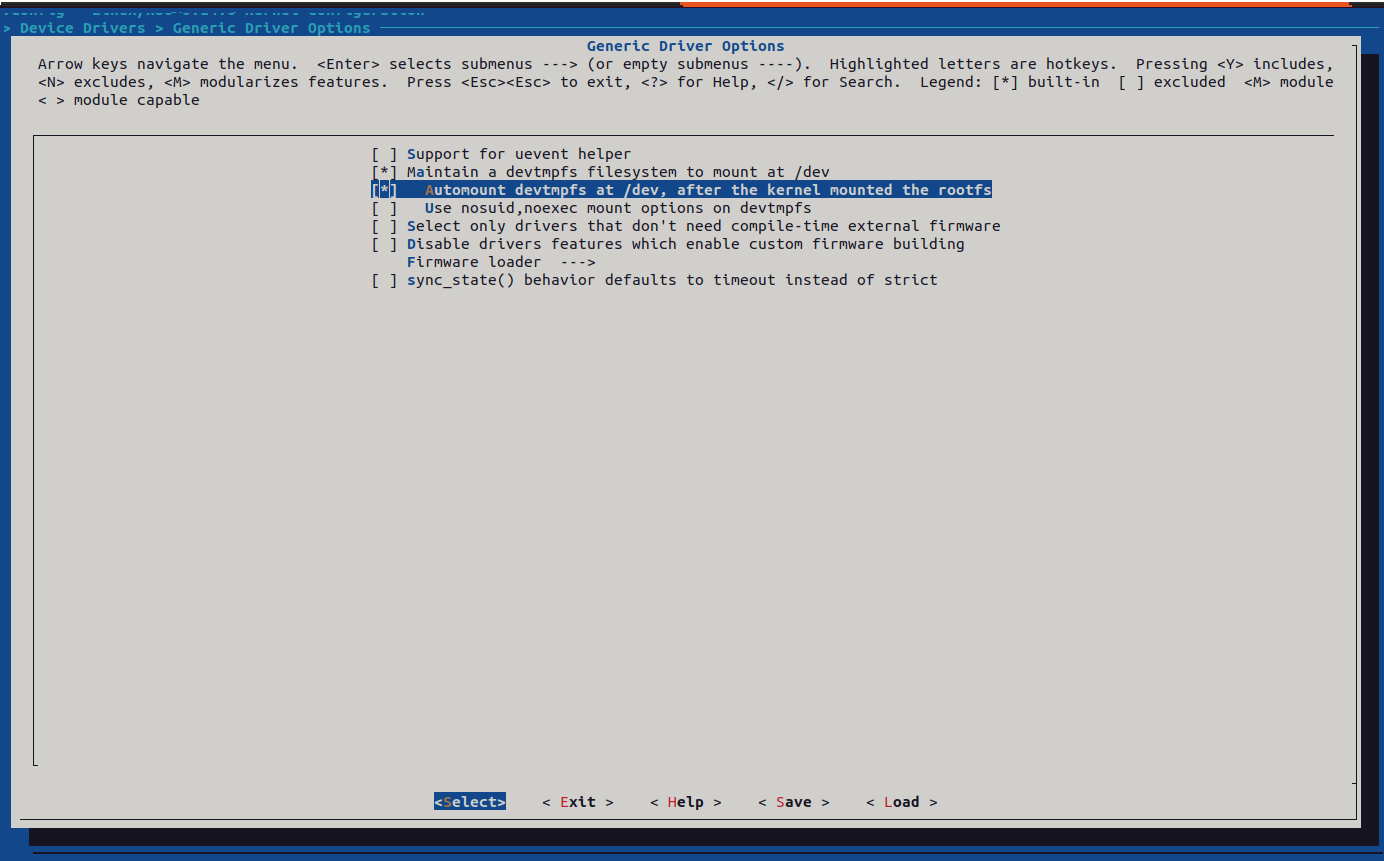 > Device Drivers > Generic Driver Options
Generic Driver Options
Arrow keys navigate the menu.  <Enter> selects submenus ---> (or empty submenus ----).  Highlighted letters are hotkeys.  Pressing <Y> includes,
<N> excludes, <M> modularizes features.  Press <Esc><Esc> to exit, <?> for Help, </> for Search.  Legend: [*] built-in  [ ] excluded  <M> module
< > module capable
[ ] Support for uevent helper
[*] Maintain a devtmpfs filesystem to mount at /dev
[*]   Automount devtmpfs at /dev, after the kernel mounted the rootfs
[ ]   Use nosuid,noexec mount options on devtmpfs
[ ] Select only drivers that don't need compile-time external firmware
[ ] Disable drivers features which enable custom firmware building
Firmware loader  --->
[ ] sync_state() behavior defaults to timeout instead of strict
<Select>    < Exit >    < Help >    < Save >    < Load >